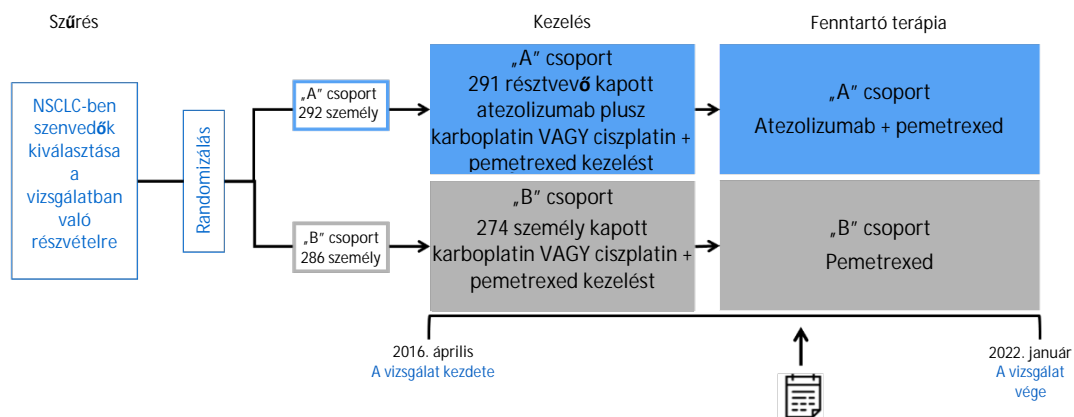 Szűrés
Kezelés
Fenntartó terápia
NSCLC-ben
szenvedők
kiválasztása
a
vizsgálatban
való
részvételre
Randomizálás
„A” csoport
292 személy
„A” csoport
291 résztvevő kapott
atezolizumab plusz
karboplatin VAGY ciszplatin +
pemetrexed kezelést
„A” csoport
Atezolizumab + pemetrexed
„B” csoport
286 személy
„B” csoport
274 személy kapott
karboplatin VAGY ciszplatin +
pemetrexed kezelést
„B” csoport
Pemetrexed
2016. április
A vizsgálat kezdete
2022. január
A vizsgálat
vége